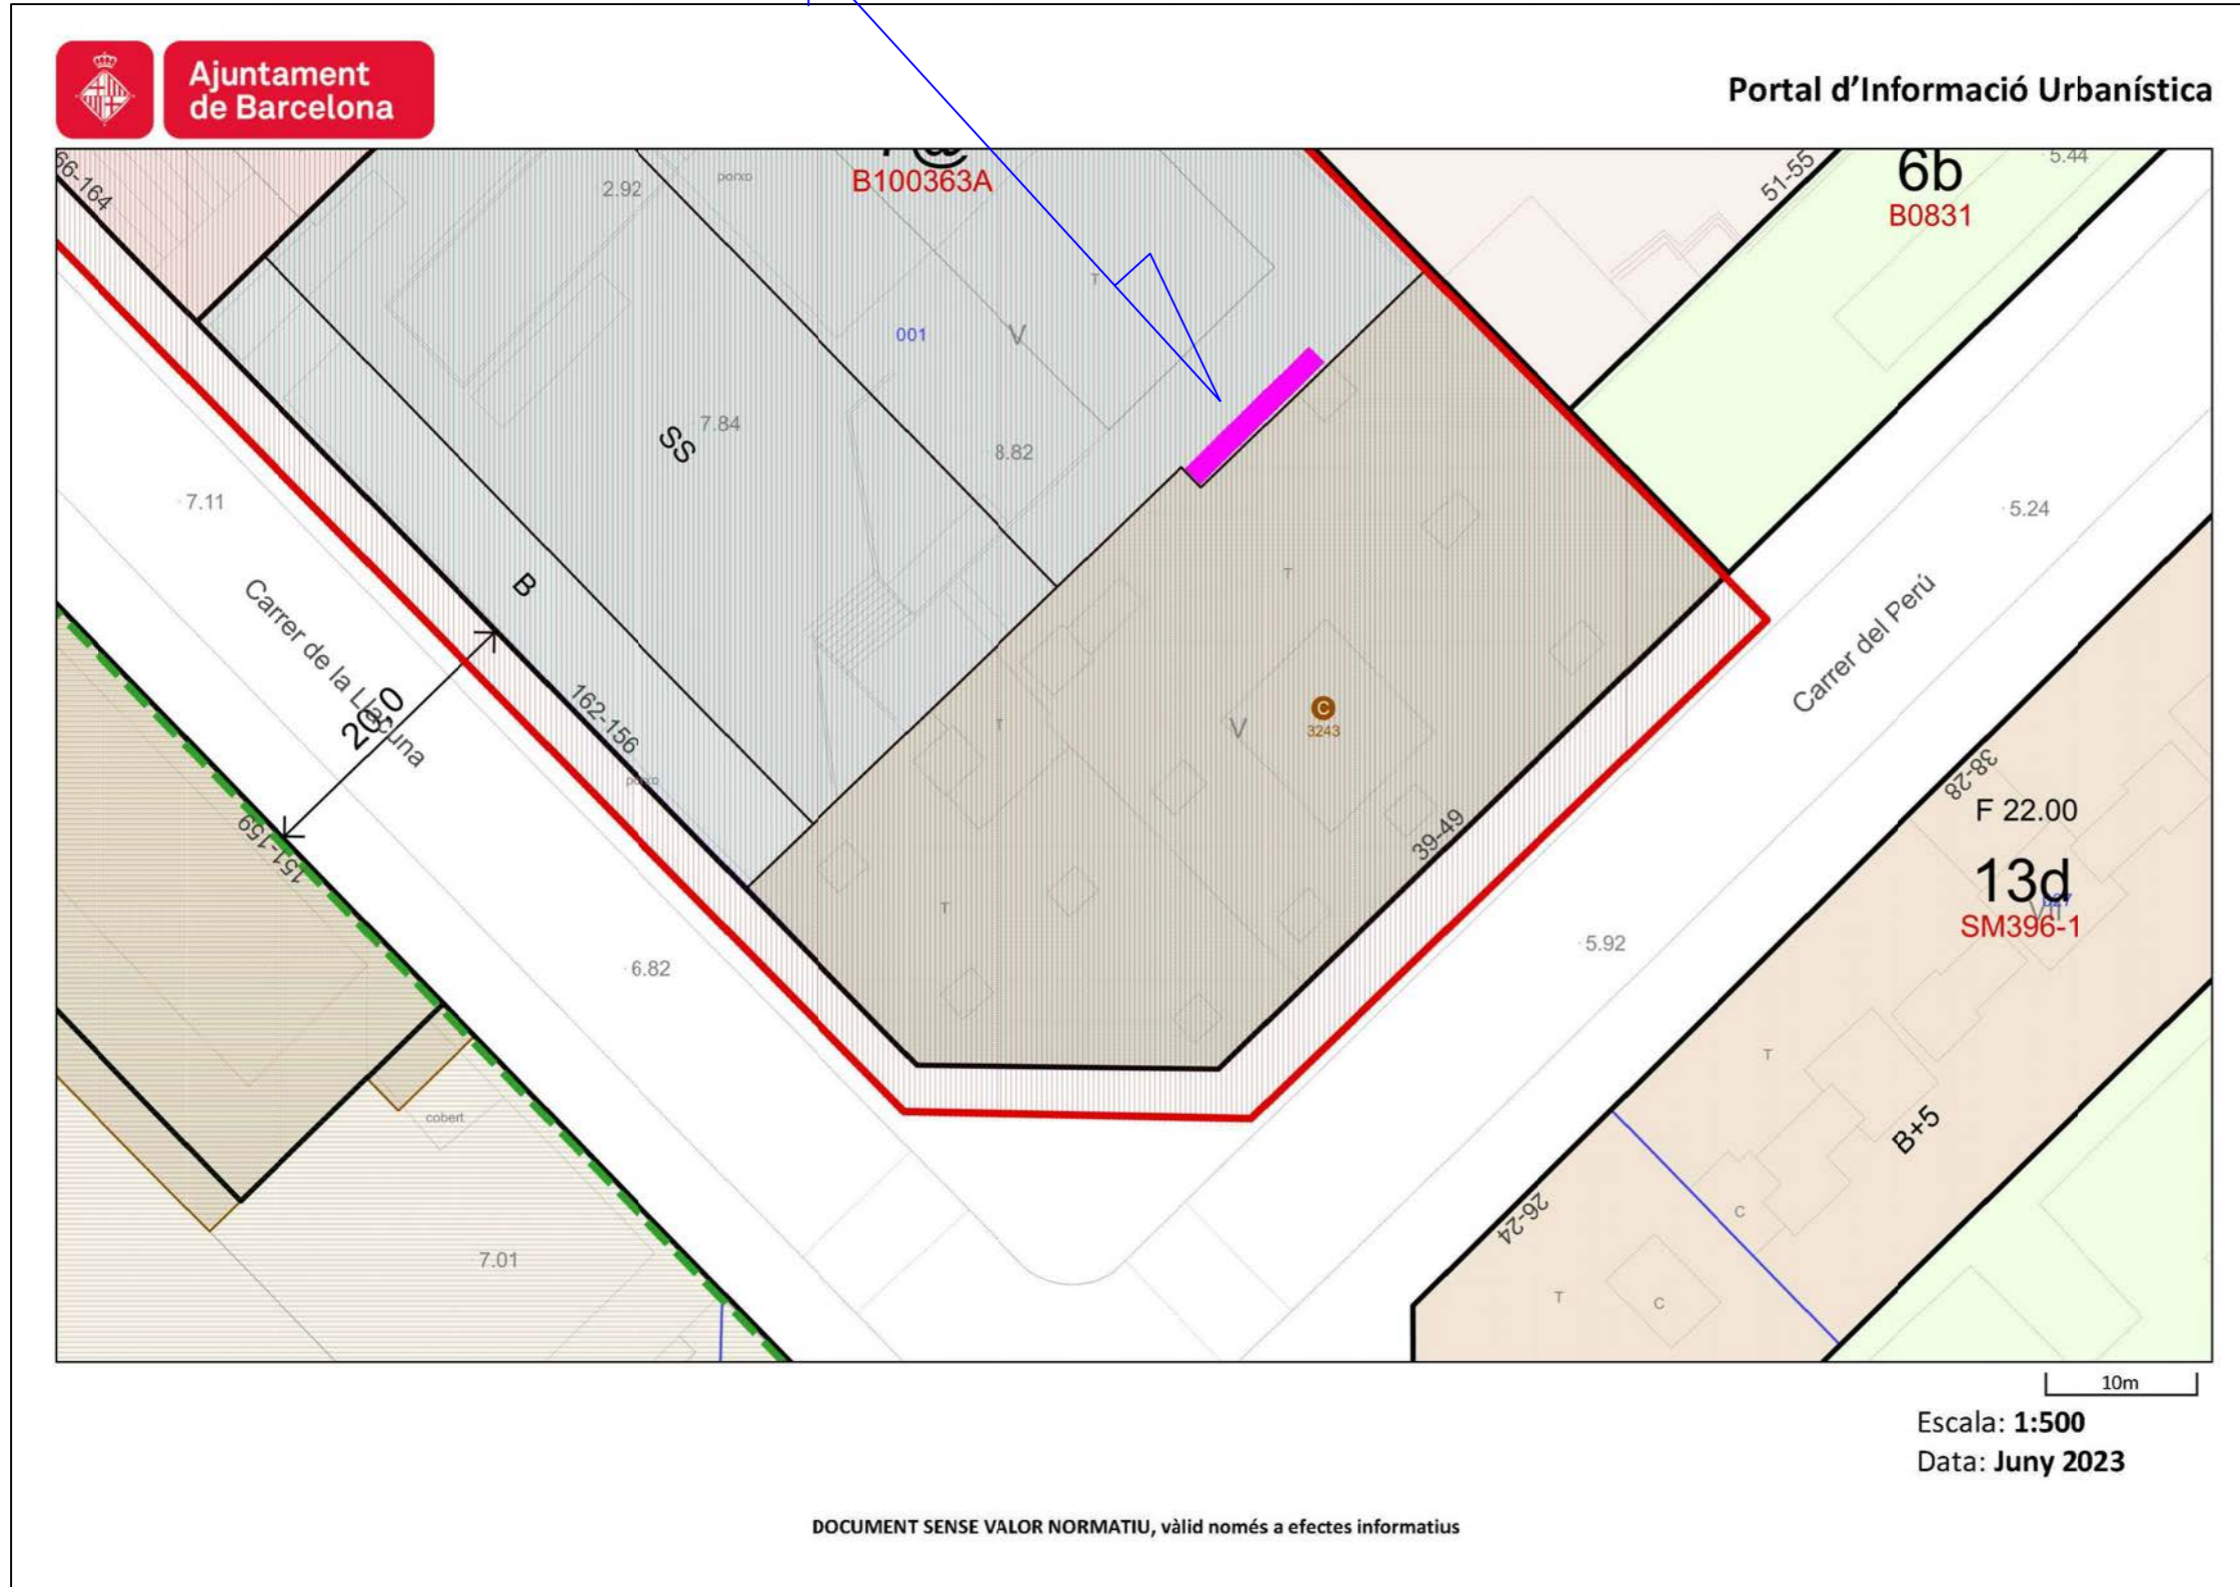 Ajuntament
de Barcelona
Portal d'Informació Urbanística
66-164
2.92
porxo
B100363A
51-55
6b
B0831
5.44
T
001
V
7.84
SS
8.82
7.11
5.24
B
T
Carrer de la Llacuna
20.0
Carrer del Perú
162-156
porxo
T
V
C
3243
38-28
F 22.00
13d
SM396-1
151-159
39-49
T
6.82
5.92
T
cobert
B+5
26-24
C
7.01
T
C
10m
Escala: 1:500
Data: Juny 2023
DOCUMENT SENSE VALOR NORMATIU, vàlid només a efectes informatius